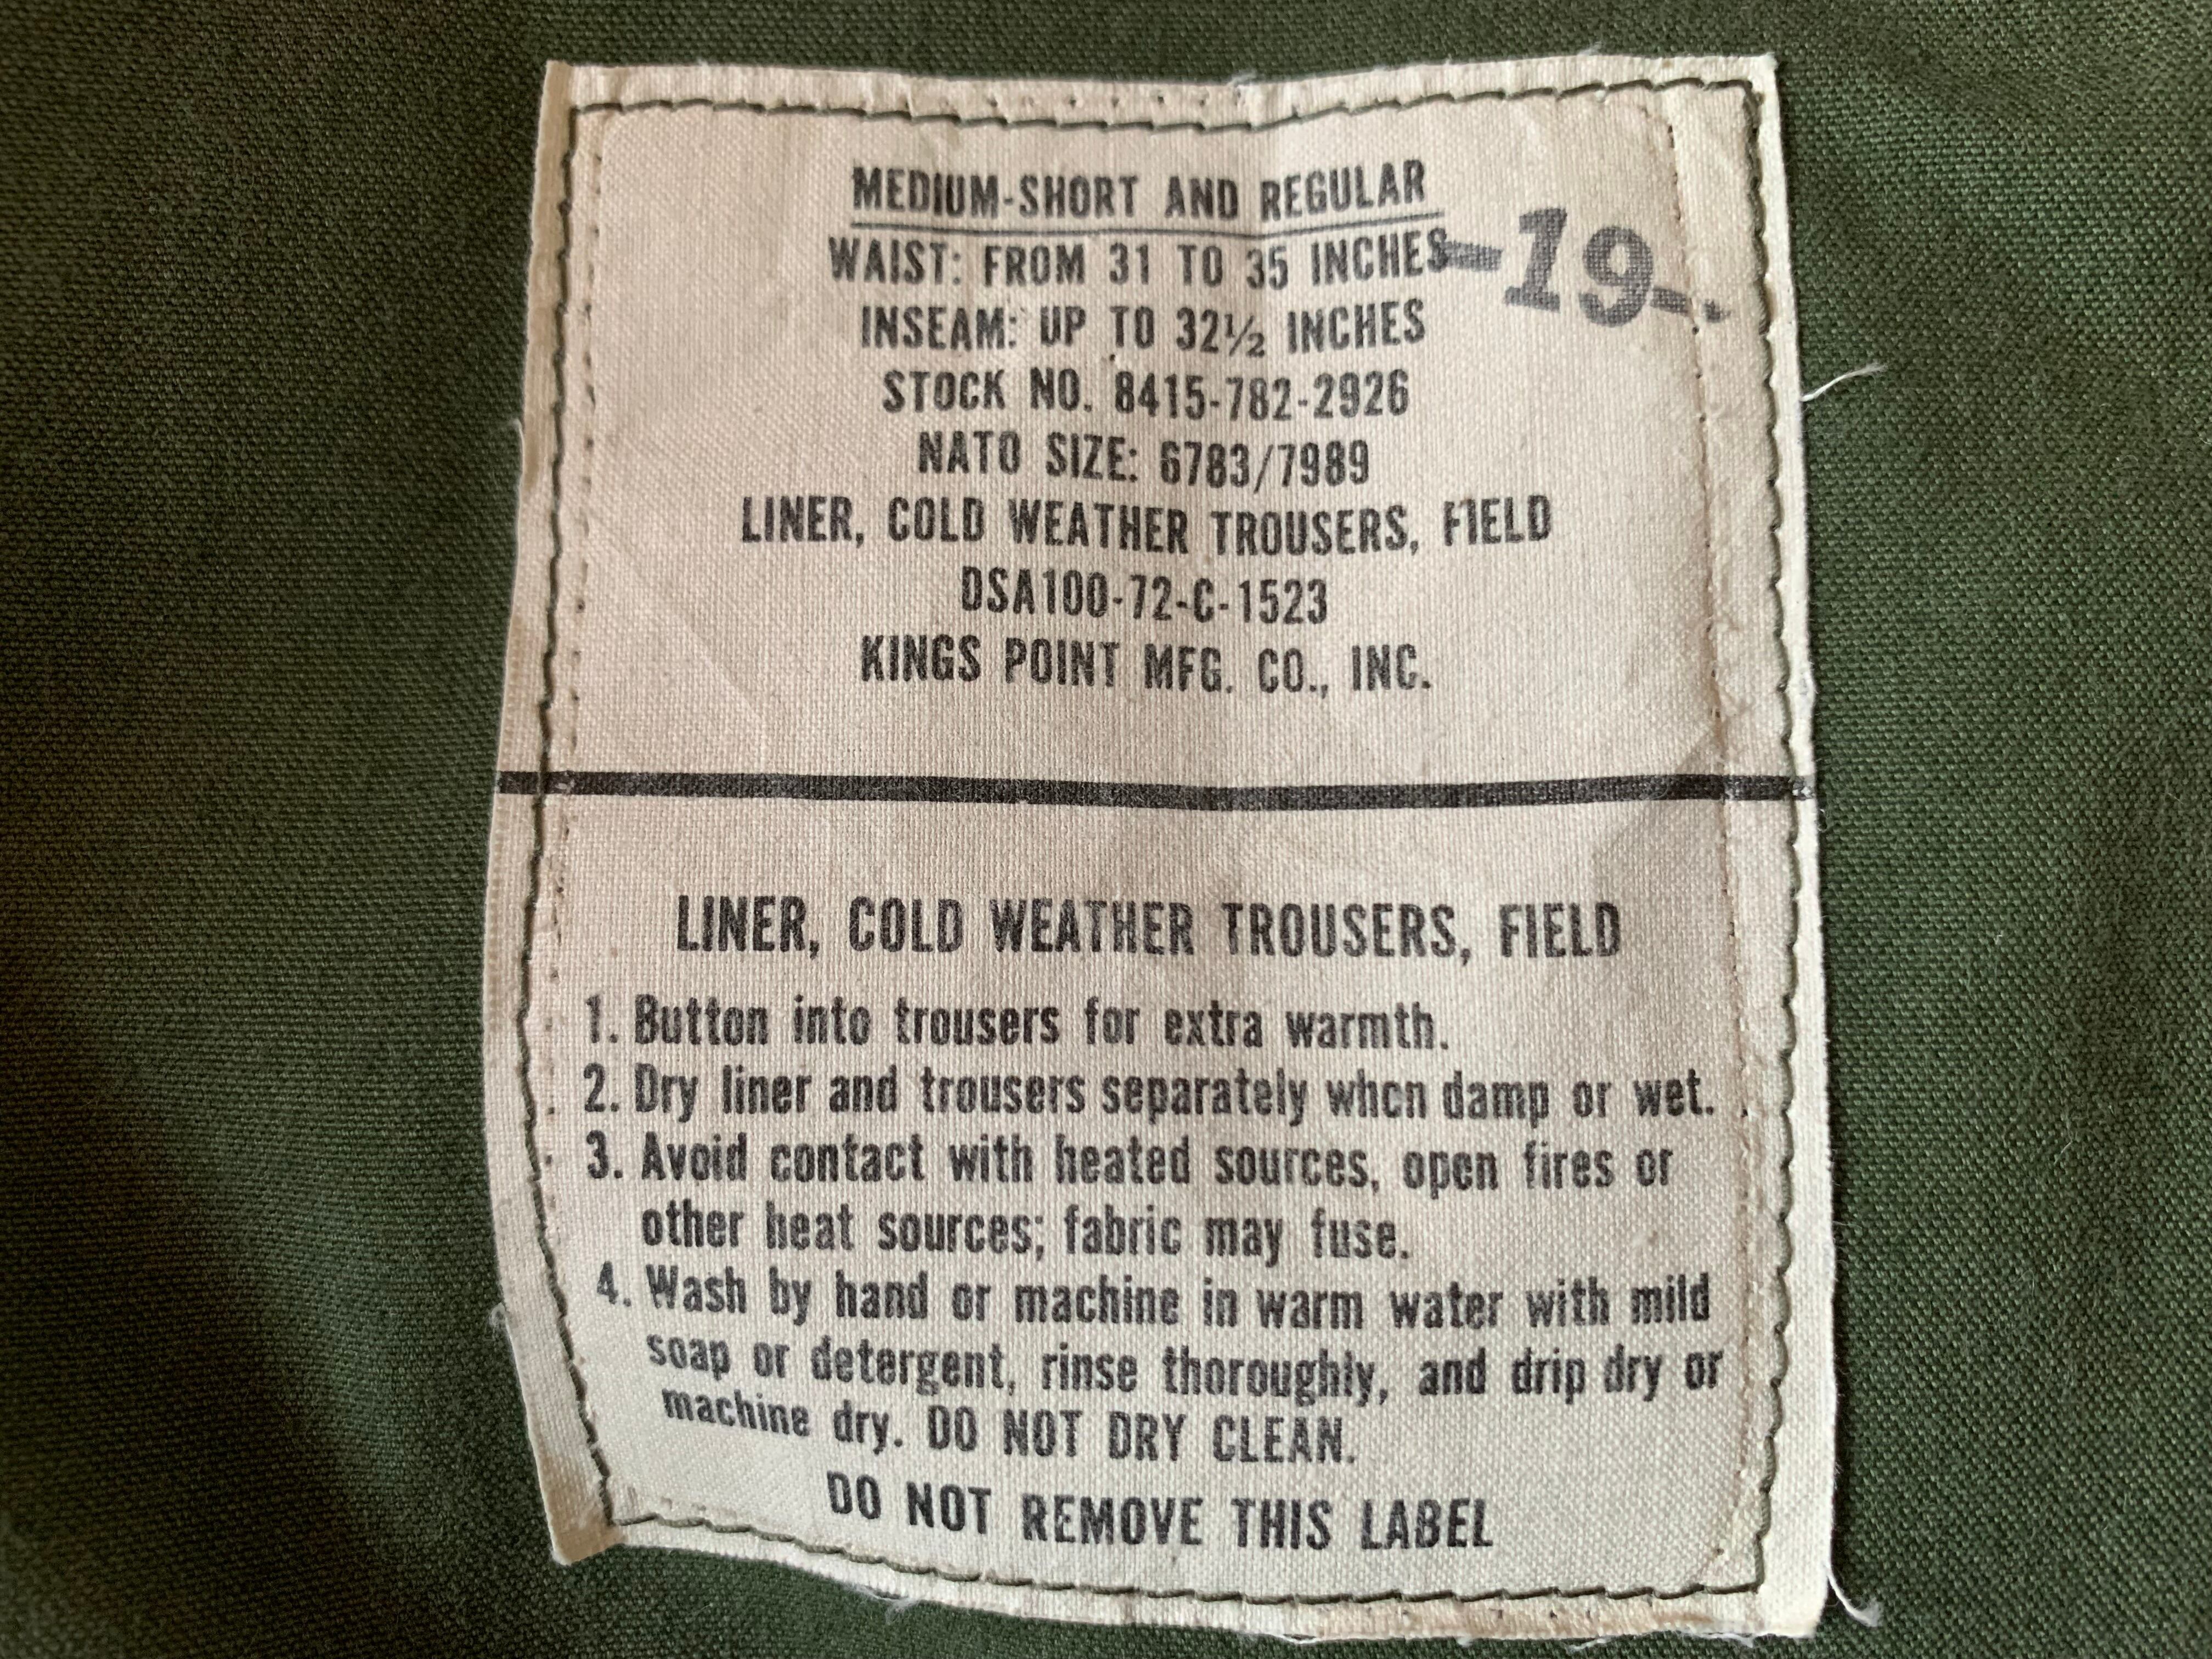 MEDIUM-SHORT AND REGULAR
WAIST: FROM 31 TO 35 INCHES
-19-
INSEAM: UP TO 32½ INCHES
STOCK NO. 8415-782-2926
NATO SIZE: 6783/7989
LINER, COLD WEATHER TROUSERS, FIELD
DSA100-72-C-1523
KINGS POINT MFG. CO., INC.
LINER, COLD WEATHER TROUSERS, FIELD
1. Button into trousers for extra warmth.
2. Dry liner and trousers separately when damp or wet.
3. Avoid contact with heated sources, open fires or
other heat sources; fabric may fuse.
4. Wash by hand or machine in warm water with mild
soap or detergent, rinse thoroughly, and drip dry or
machine dry. DO NOT DRY CLEAN.
DO NOT REMOVE THIS LABEL